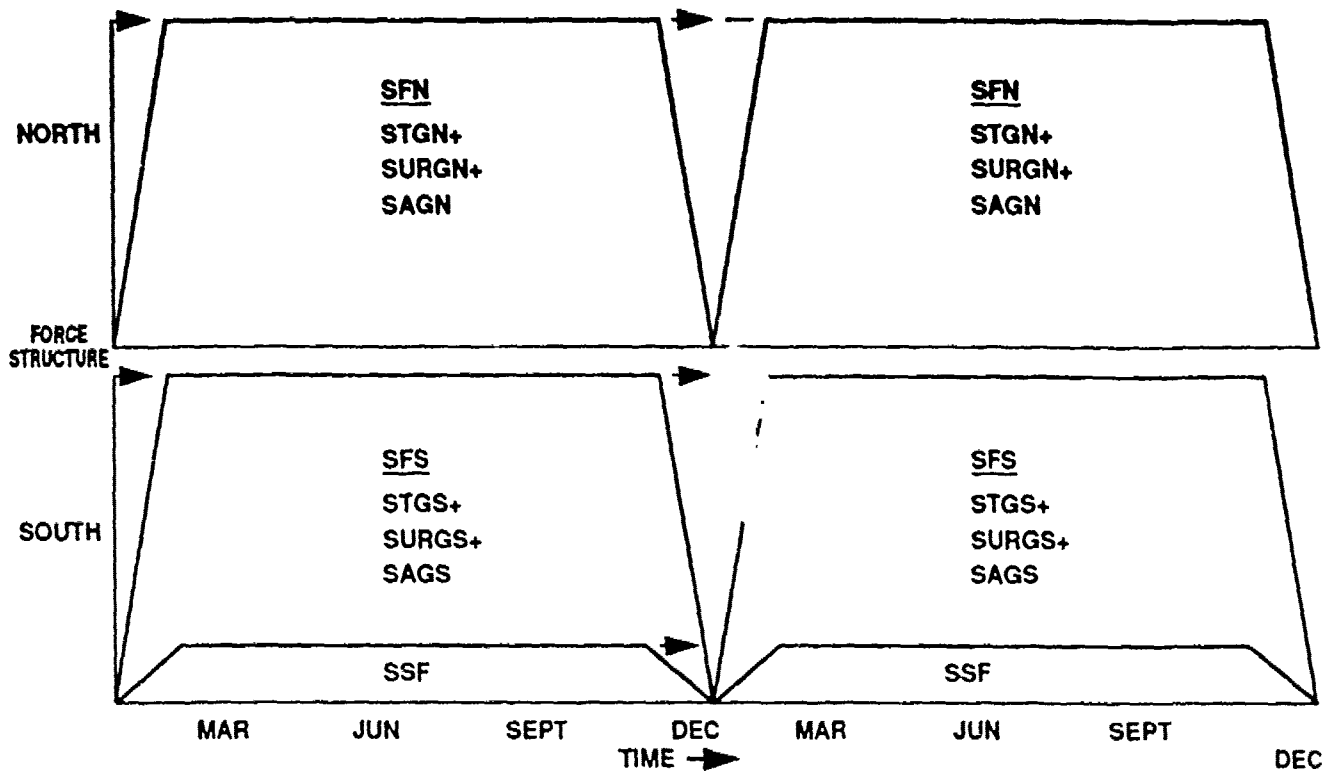 NORTH
SFN
STGN+
SURGN+
SAGN
SFN
STGN+
SURGN+
SAGN
FORCE
STRUCTURE
SOUTH
SFS
STGS+
SURGS+
SAGS
SFS
STGS+
SURGS+
SAGS
SSF
SSF
MAR JUN SEPT DEC MAR JUN SEPT
TIME
DEC